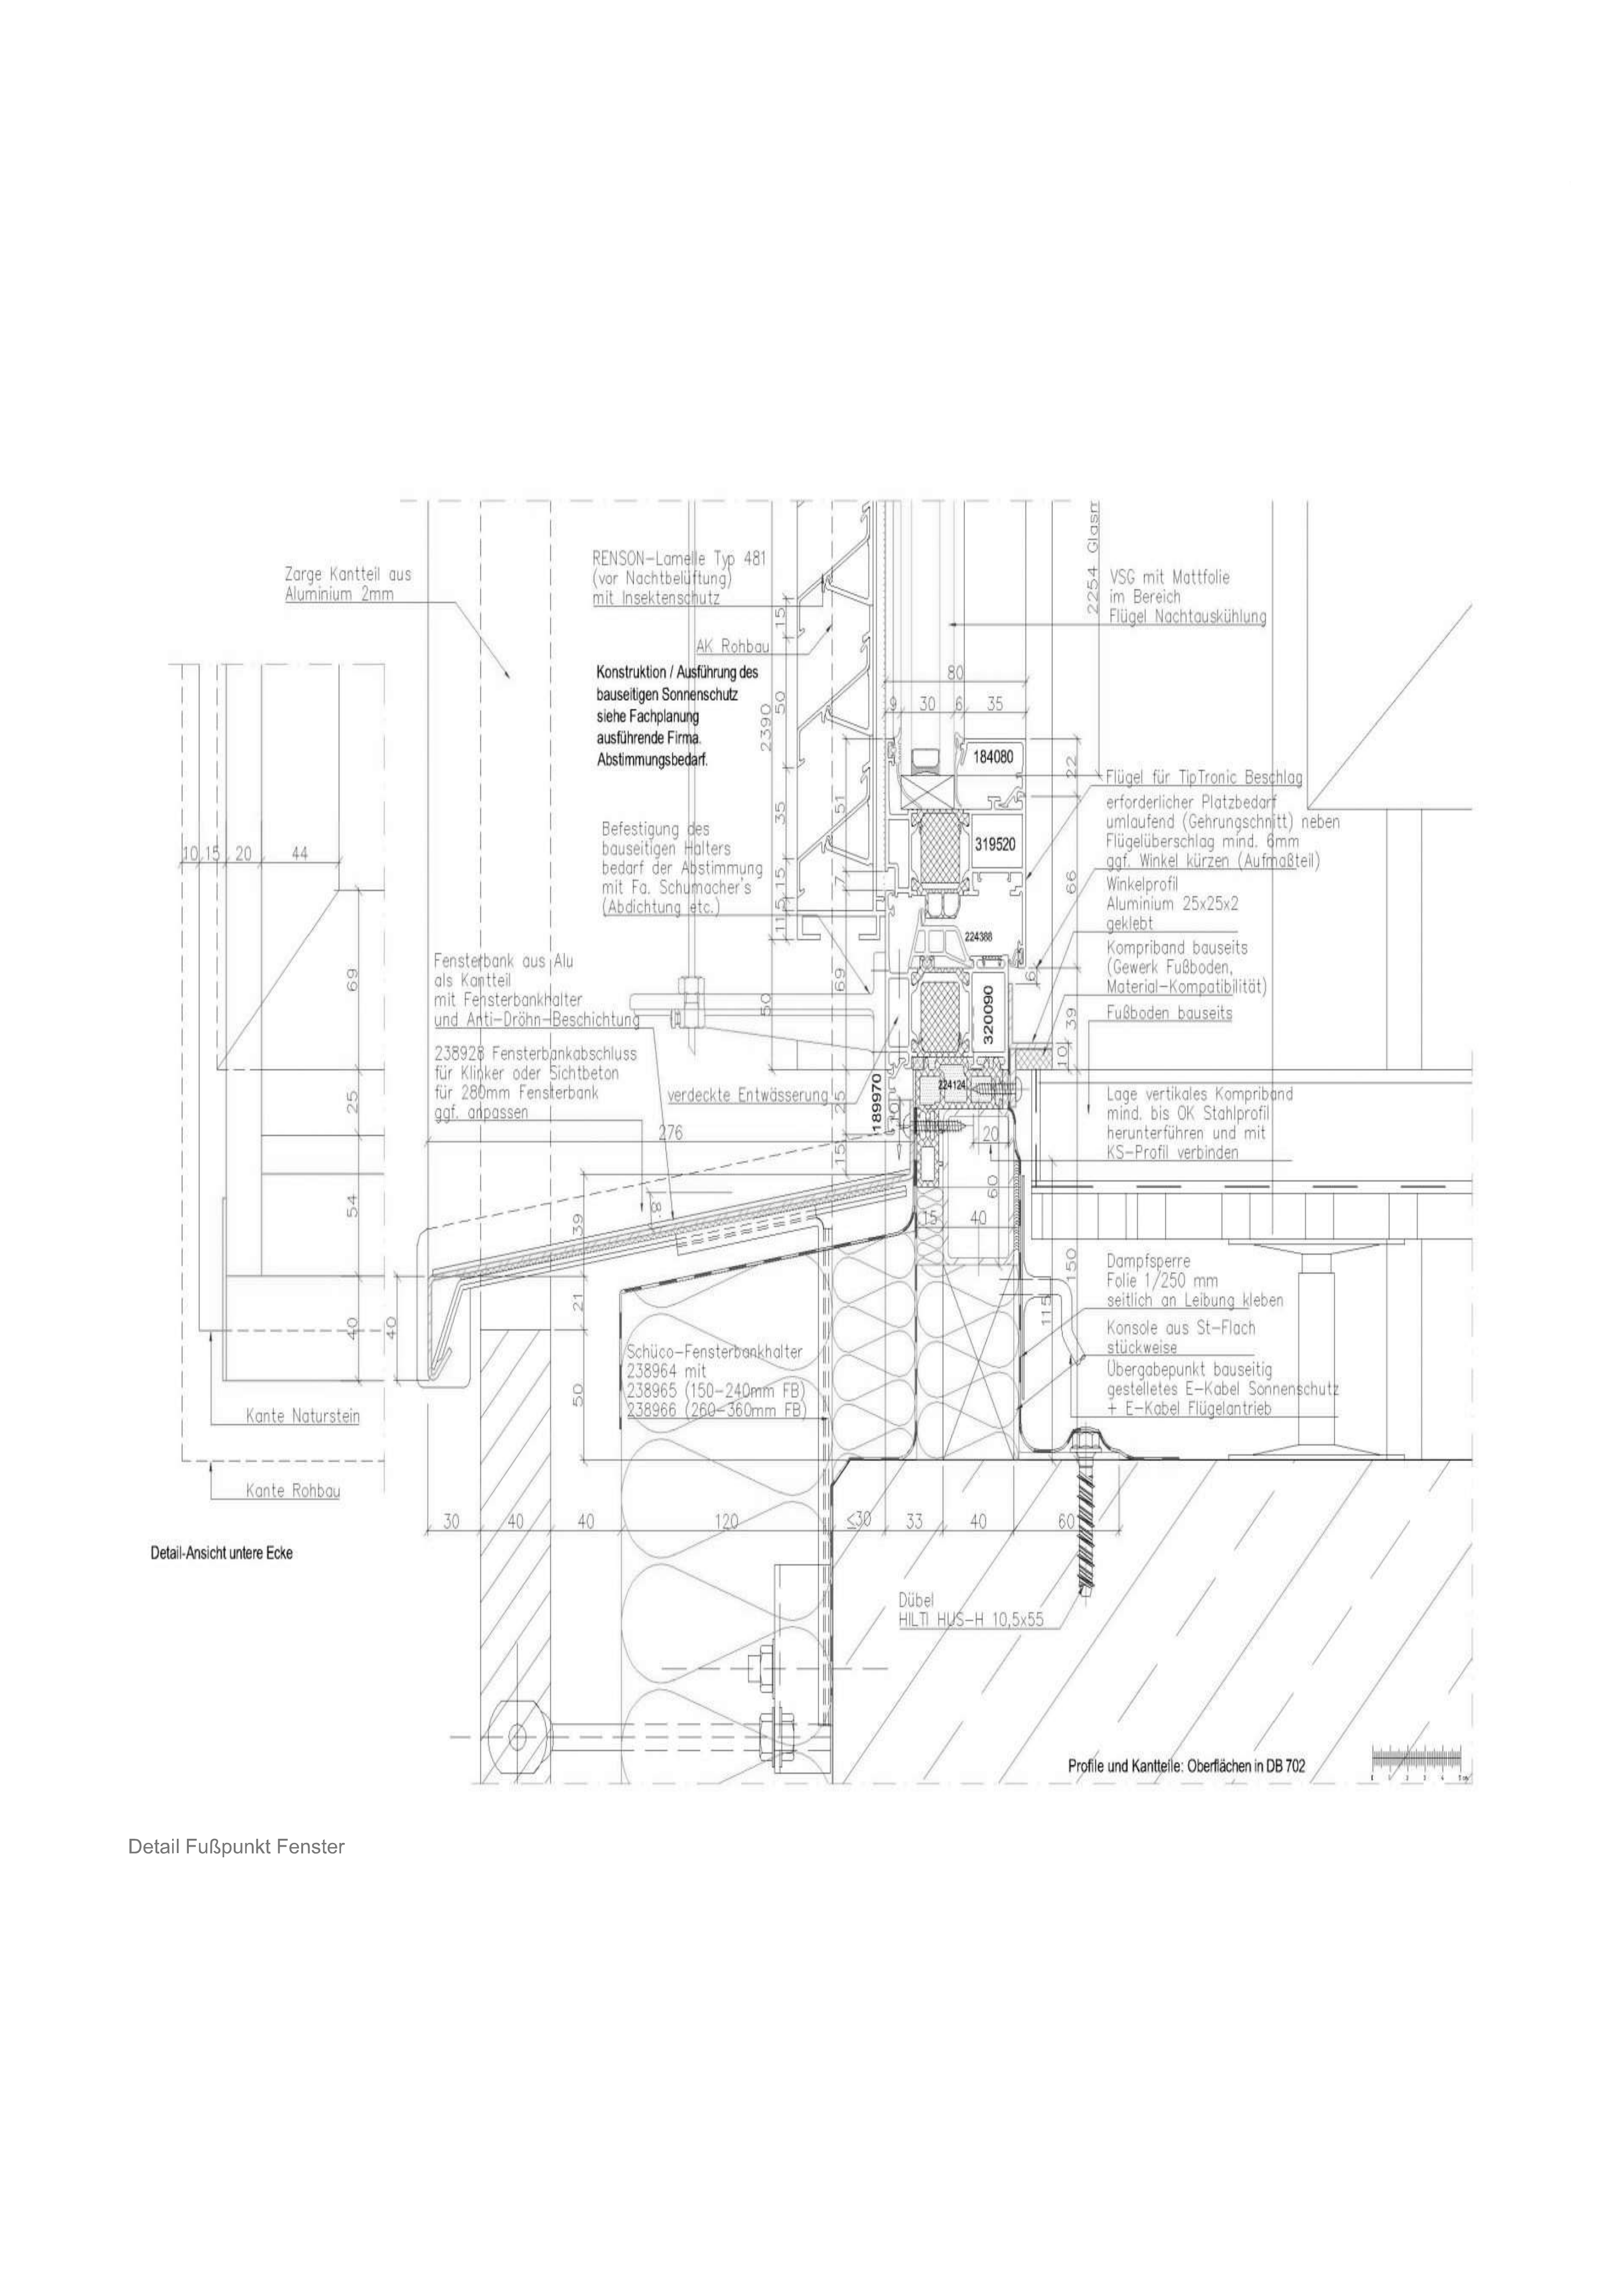 Zarge Kantteil aus
Aluminium 2mm
RENSON-Lamelle Typ 481
(vor Nachtbelüftung)
mit Insektenschutz
AK Rohbau
Konstruktion / Ausführung des
bauseitigen Sonnenschutz
siehe Fachplanung
ausführende Firma.
Abstimmungsbedarf.
Befestigung des
bauseitigen Halters
bedarf der Abstimmung
mit Fa. Schumacher's
(Abdichtung etc.)
Fensterbank aus Alu
als Kantteil
mit Fensterbankhalter
und Anti-Dröhn-Beschichtung
238928 Fensterbankabschluss
für Klinker oder Sichtbeton
für 280mm Fensterbank
ggf. anpassen
verdeckte Entwässerung
276
2254
VSG mit Mattfolie
im Bereich
Flügel Nachtauskühlung
80
9 30 6 35
184080
319520
224388
320090
224124
189970
Flügel für TipTronic Beschlag
erforderlicher Platzbedarf
umlaufend (Gehrungschnitt) neben
Flügelüberschlag mind. 6mm
ggf. Winkel kürzen (Aufmaßteil)
Winkelprofil
Aluminium 25x25x2
geklebt
Kompriband bauseits
(Gewerk Fußboden,
Material-Kompatibilität)
Fußboden bauseits
Lage vertikales Kompriband
mind. bis OK Stahlprofil
herunterführen und mit
KS-Profil verbinden
Dampfsperre
Folie 1/250 mm
seitlich an Leibung kleben
Konsole aus St-Flach
stückweise
Übergabepunkt bauseitig
gestelletes E-Kabel Sonnenschutz
+ E-Kabel Flügelantrieb
15
50
2390
35
15
5
11
51
7
69
50
25
15
22
66
6
39
10
10
20
60
15 40
150
115
10 15 20 44
69
25
54
40
40
39
8
21
50
Schüco-Fensterbankhalter
238964 mit
238965 (150-240mm FB)
238966 (260-360mm FB)
Kante Naturstein
Kante Rohbau
30 40 40 120 ≤30 33 40 60
Detail-Ansicht untere Ecke
Dübel
HILTI HUS-H 10,5x55
Profile und Kantteile: Oberflächen in DB 702
Detail Fußpunkt Fenster